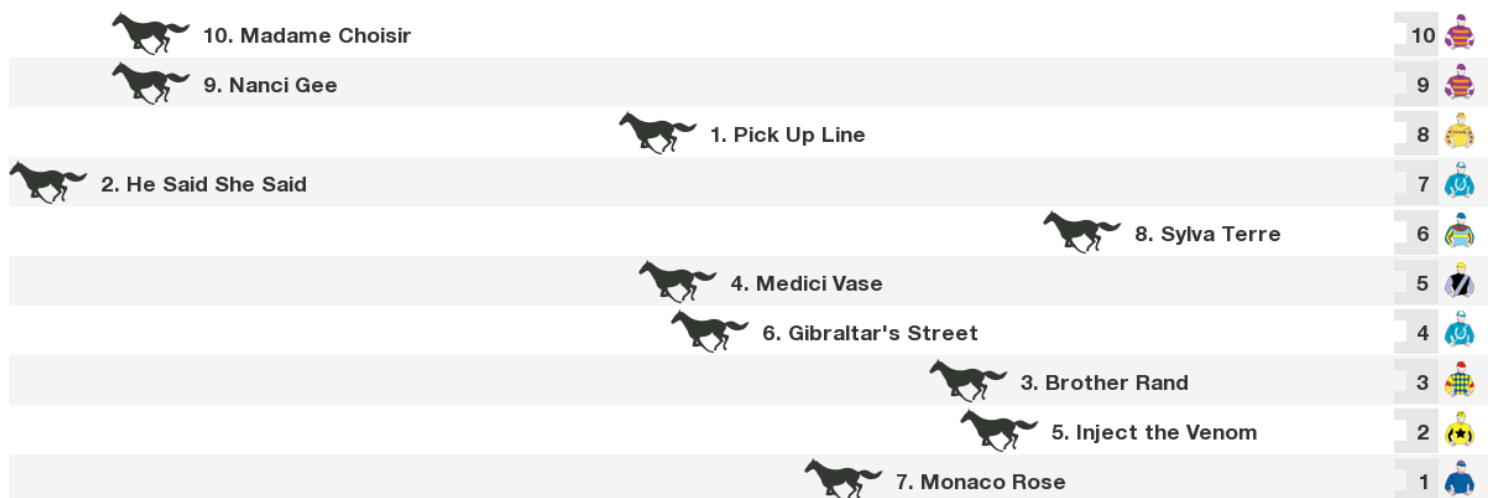 10. Madame Choisir 10
9. Nanci Gee 9
1. Pick Up Line 8
2. He Said She Said 7
8. Sylva Terre 6
4. Medici Vase 5
6. Gibraltar's Street 4
3. Brother Rand 3
5. Inject the Venom 2
7. Monaco Rose 1